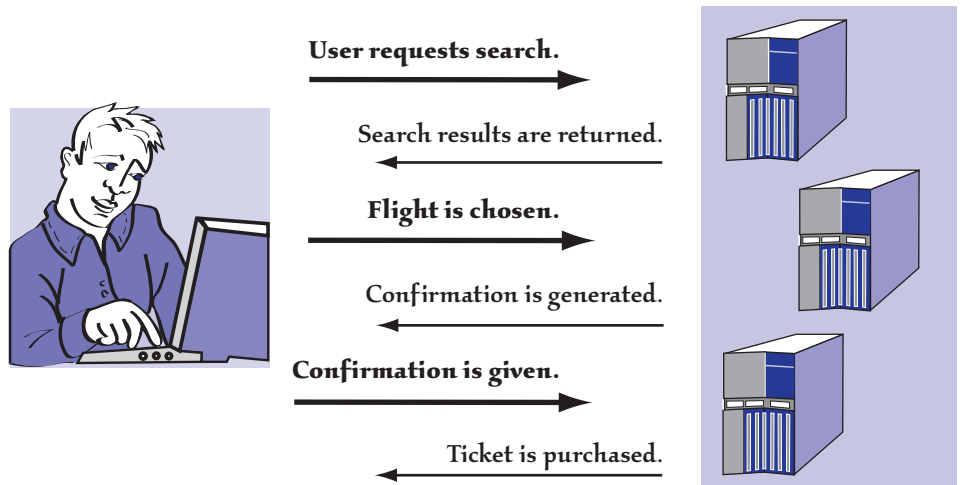 User requests search.
Search results are returned.
Flight is chosen.
Confirmation is generated.
Confirmation is given.
Ticket is purchased.